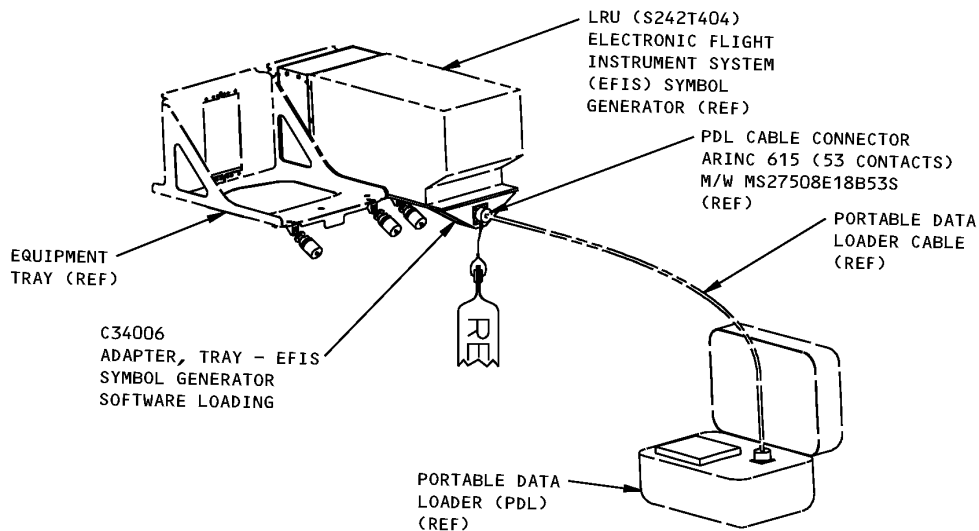 LRU (S242T404)
ELECTRONIC FLIGHT
INSTRUMENT SYSTEM
(EFIS) SYMBOL
GENERATOR (REF)
PDL CABLE CONNECTOR
ARINC 615 (53 CONTACTS)
M/W MS27508E18B53S
(REF)
PORTABLE DATA
LOADER CABLE
(REF)
EQUIPMENT
TRAY (REF)
C34006
ADAPTER, TRAY - EFIS
SYMBOL GENERATOR
SOFTWARE LOADING
RE
PORTABLE DATA
LOADER (PDL)
(REF)